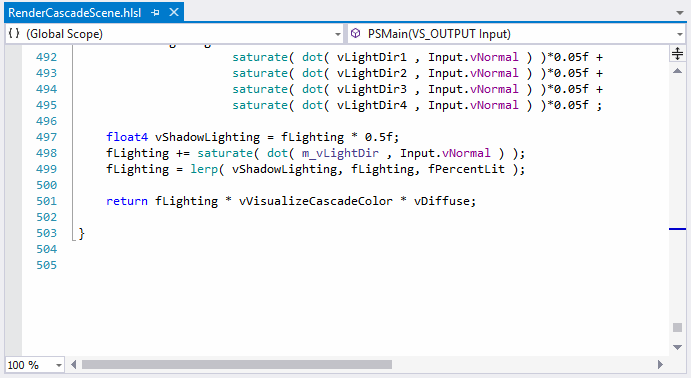 RenderCascadeScene.hlsl
{ } (Global Scope) PSMain(VS_OUTPUT Input)
492 saturate( dot( vLightDir1 , Input.vNormal ) )*0.05f +
493 saturate( dot( vLightDir2 , Input.vNormal ) )*0.05f +
494 saturate( dot( vLightDir3 , Input.vNormal ) )*0.05f +
495 saturate( dot( vLightDir4 , Input.vNormal ) )*0.05f ;
496
497 float4 vShadowLighting = fLighting * 0.5f;
498 fLighting += saturate( dot( m_vLightDir , Input.vNormal ) );
499 fLighting = lerp( vShadowLighting, fLighting, fPercentLit );
500
501 return fLighting * vVisualizeCascadeColor * vDiffuse;
502
503 }
504
505
100 %